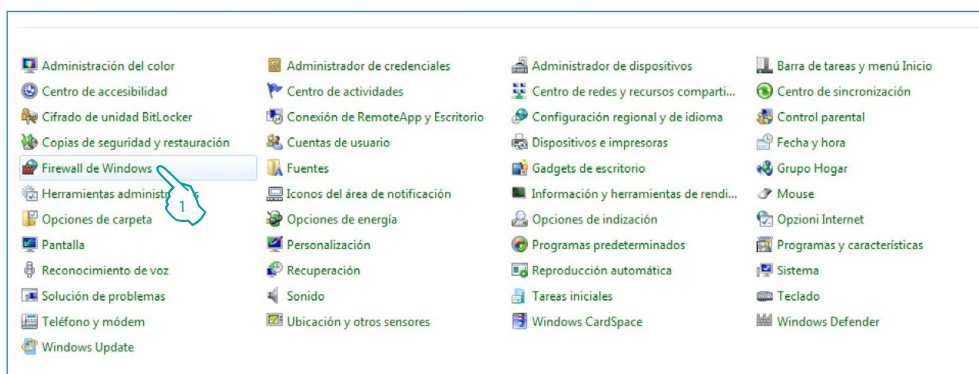 Administración del color
Administrador de credenciales
Administrador de dispositivos
Barra de tareas y menú Inicio
Centro de accesibilidad
Centro de actividades
Centro de redes y recursos comparti...
Centro de sincronización
Cifrado de unidad BitLocker
Conexión de RemoteApp y Escritorio
Configuración regional y de idioma
Control parental
Copias de seguridad y restauración
Cuentas de usuario
Dispositivos e impresoras
Fecha y hora
Firewall de Windows
Fuentes
Gadgets de escritorio
Grupo Hogar
Herramientas administ s
Iconos del área de notificación
Información y herramientas de rendi...
Mouse
1
Opciones de carpeta
Opciones de energía
Opciones de indización
Opzioni Internet
Pantalla
Personalización
Programas predeterminados
Programas y características
Reconocimiento de voz
Recuperación
Reproducción automática
Sistema
Solución de problemas
Sonido
Tareas iniciales
Teclado
Teléfono y módem
Ubicación y otros sensores
Windows CardSpace
Windows Defender
Windows Update